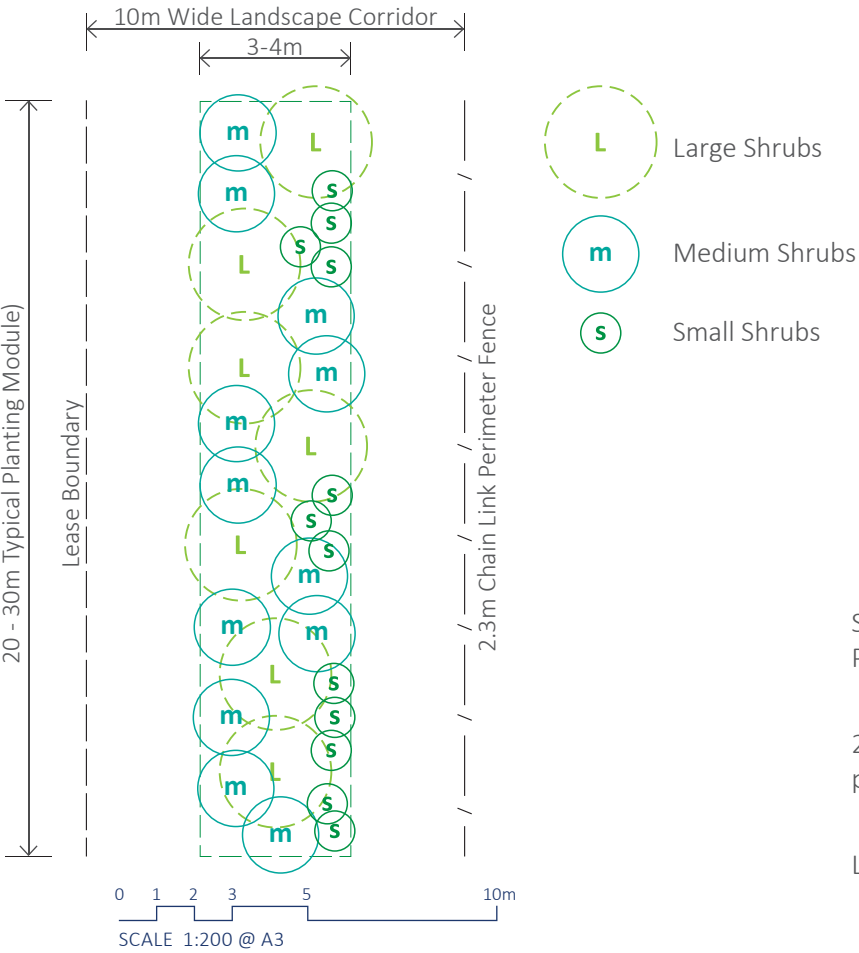 10m Wide Landscape Corridor
3-4m
20 - 30m Typical Planting Module)
Lease Boundary
2.3m Chain Link Perimeter Fence
m
L
m
s
s
s
L
s
m
L
m
m
L
m
s
s
L
s
m
m
m
L
s
m
s
s
L
m
s
m
s
L
Large Shrubs
m
Medium Shrubs
s
Small Shrubs
S
P
2
p
L
0 1 2 3 5 10m
SCALE 1:200 @ A3